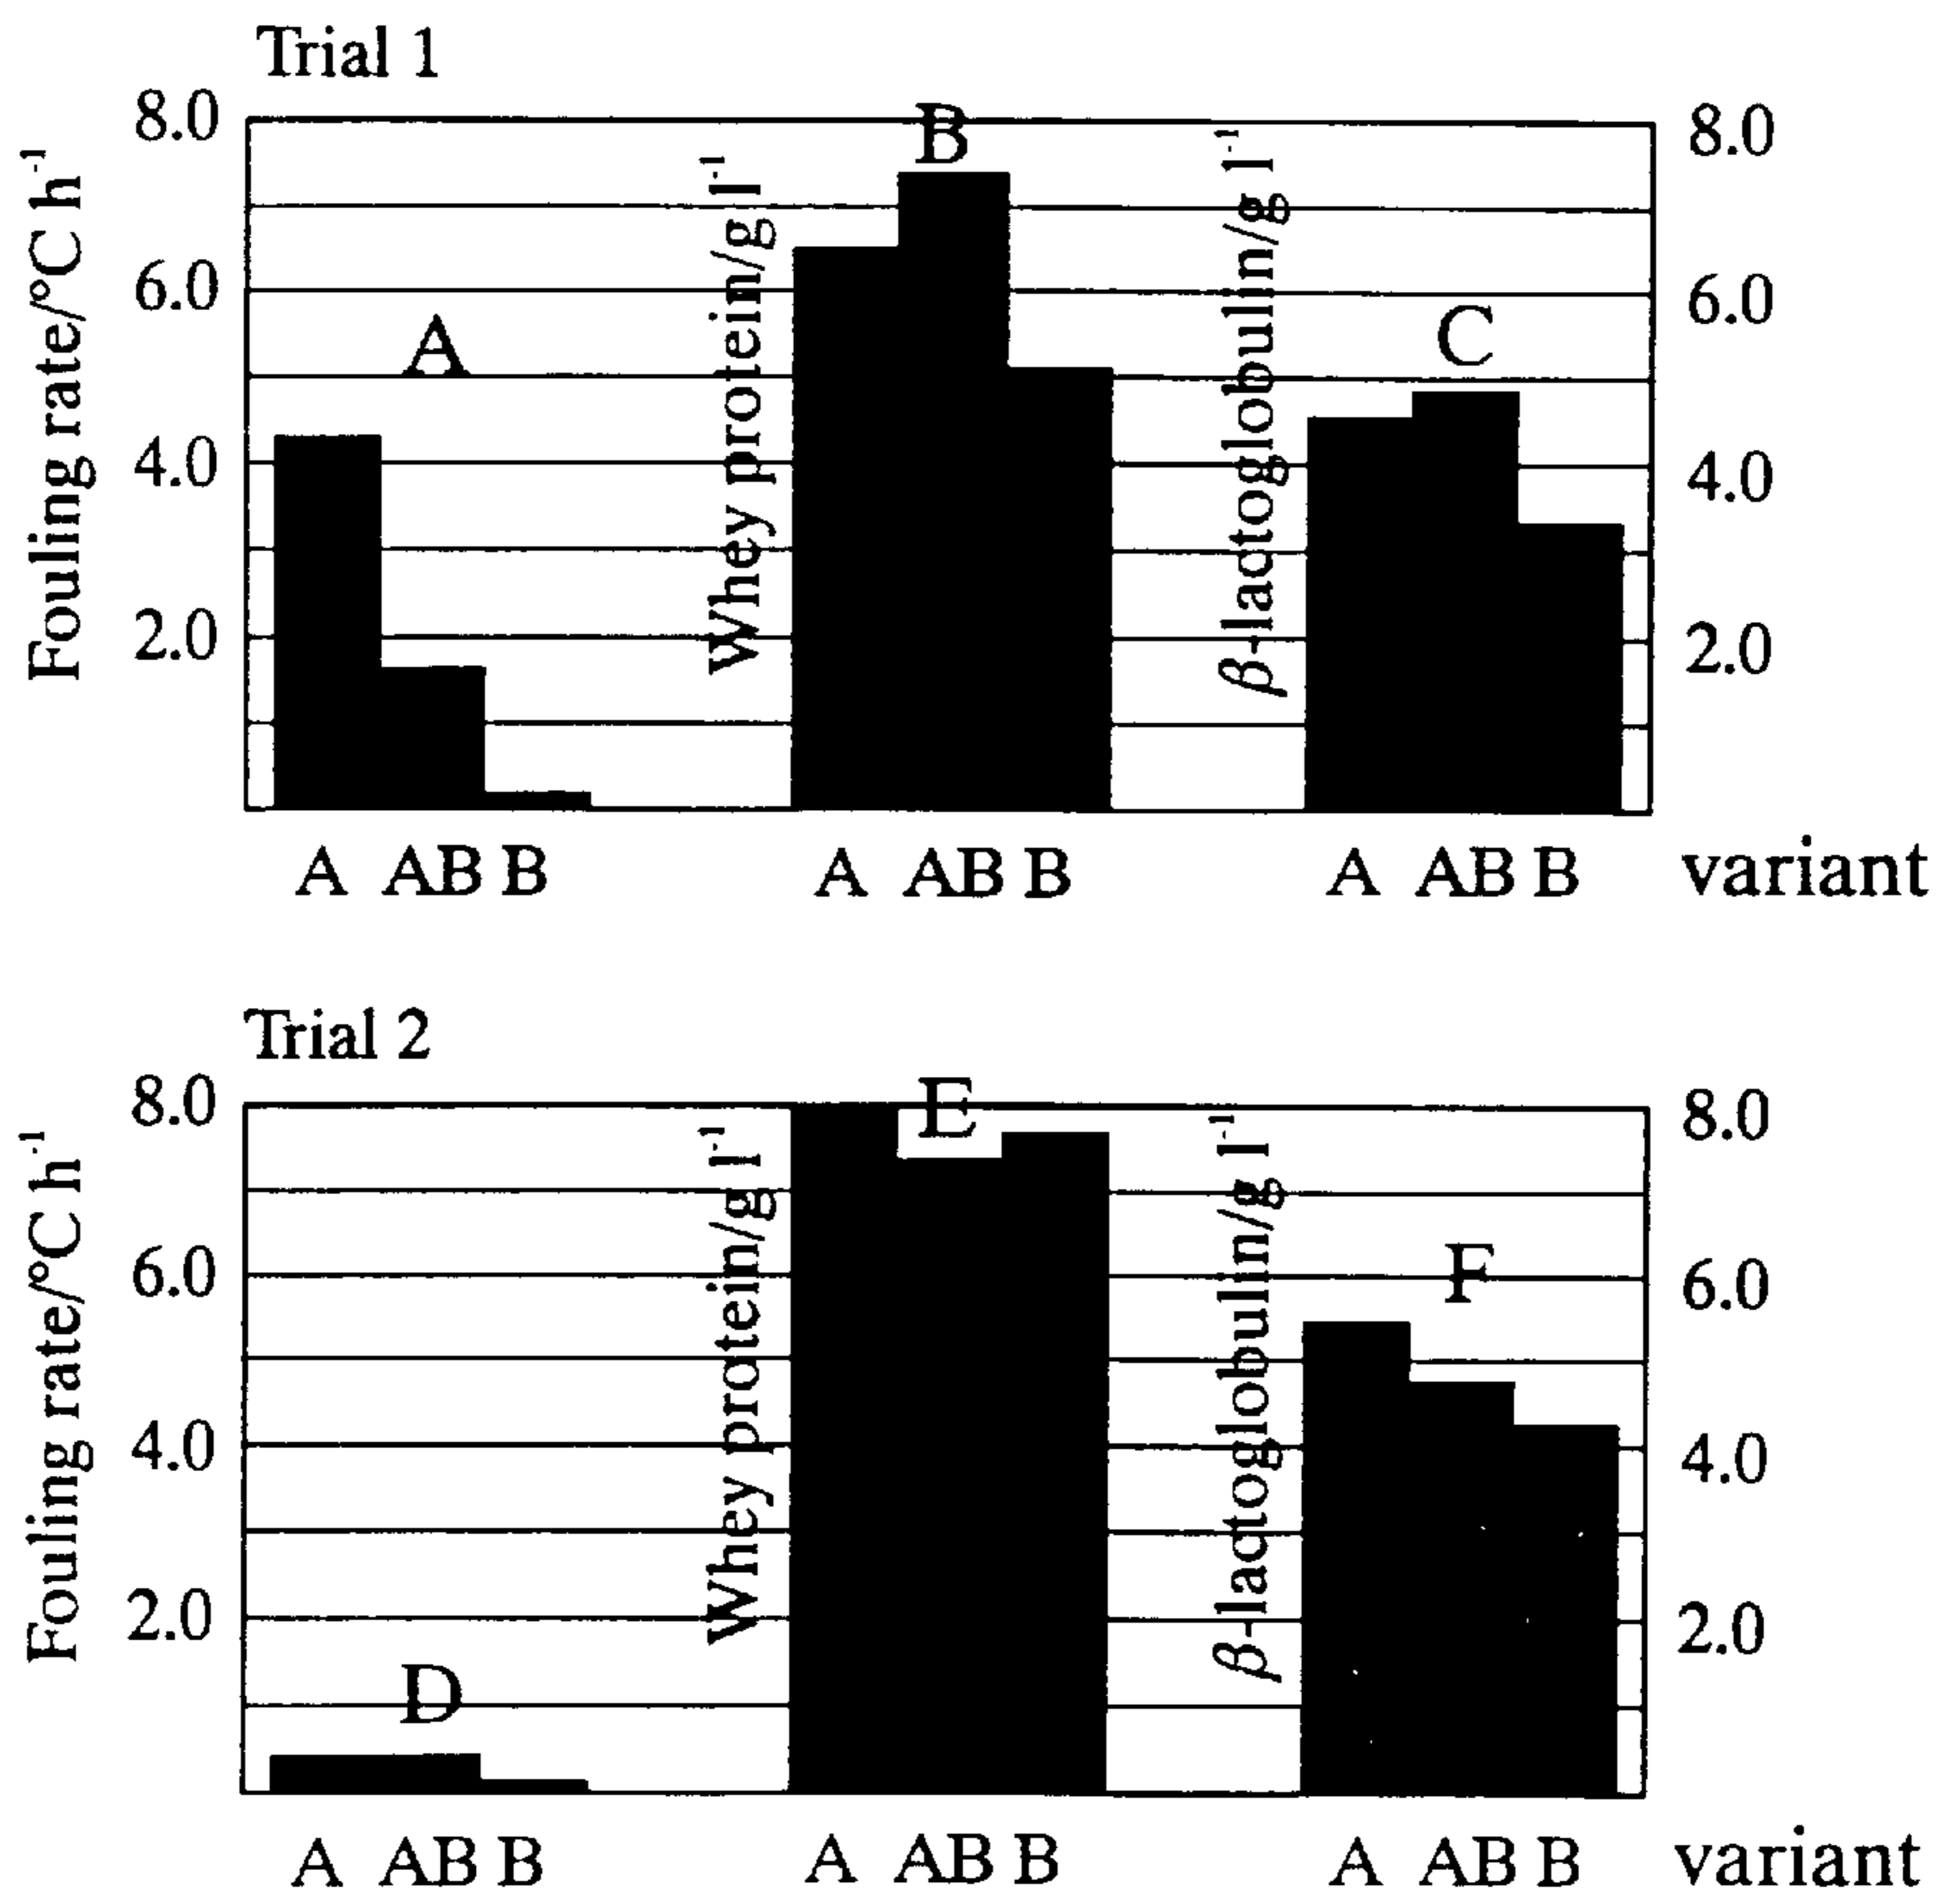 Trial 1
Fouling rate/°C h⁻¹
8.0
6.0
4.0
2.0
A
Whey protein/g l⁻¹
B
β-lactoglobulin/g l⁻¹
C
8.0
6.0
4.0
2.0
A AB B
A AB B
A AB B
variant
Trial 2
Fouling rate/°C h⁻¹
8.0
6.0
4.0
2.0
D
Whey protein/g l⁻¹
E
β-lactoglobulin/g l⁻¹
F
8.0
6.0
4.0
2.0
A AB B
A AB B
A AB B
variant